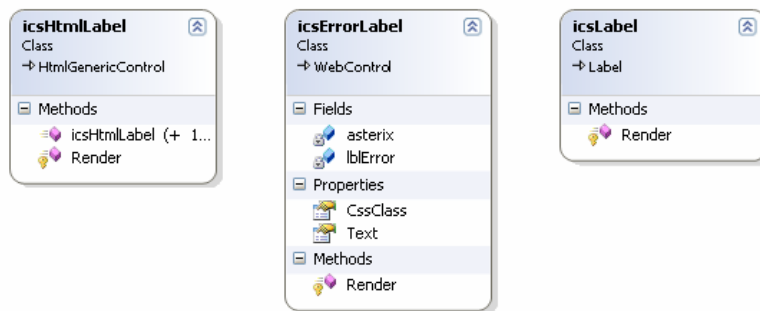 icsHtmlLabel
Class
HtmlGenericControl
Methods
icsHtmlLabel (+ 1...
Render
icsErrorLabel
Class
WebControl
Fields
asterix
lblError
Properties
CssClass
Text
Methods
Render
icsLabel
Class
Label
Methods
Render